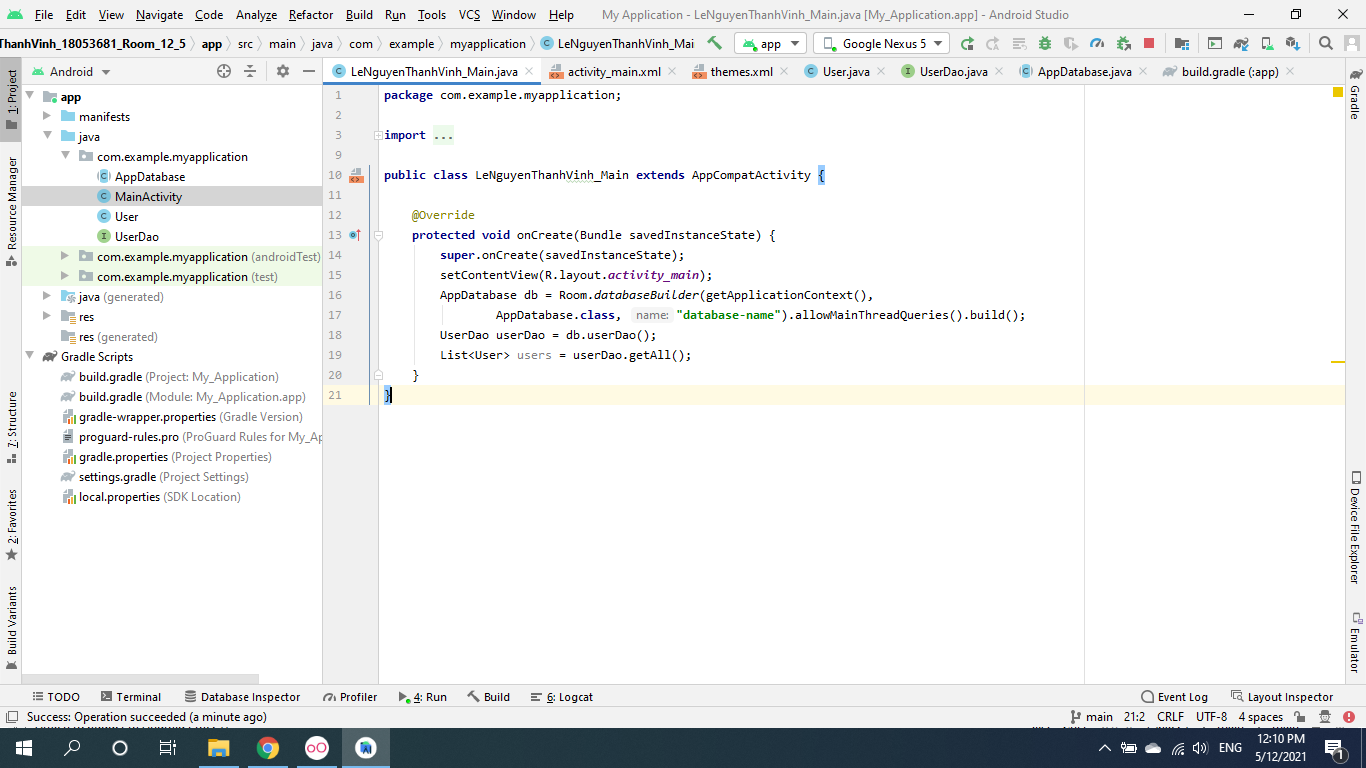 File Edit View Navigate Code Analyze Refactor Build Run Tools VCS Window Help My Application - LeNguyenThanhVinh_Main.java [My_Application.app] - Android Studio
ThanhVinh_18053681_Room_12_5 app src main java com example myapplication LeNguyenThanhVinh_Mai app Google Nexus 5
Android LeNguyenThanhVinh_Main.java activity_main.xml themes.xml User.java UserDao.java AppDatabase.java build.gradle (:app)
1: Project
Resource Manager
7: Structure
2: Favorites
Build Variants
app
manifests
java
com.example.myapplication
AppDatabase
MainActivity
User
UserDao
com.example.myapplication (androidTest)
com.example.myapplication (test)
java (generated)
res
res (generated)
Gradle Scripts
build.gradle (Project: My_Application)
build.gradle (Module: My_Application.app)
gradle-wrapper.properties (Gradle Version)
proguard-rules.pro (ProGuard Rules for My_Ap
gradle.properties (Project Properties)
settings.gradle (Project Settings)
local.properties (SDK Location)
1 package com.example.myapplication;
2
3 import ...
9
10 public class LeNguyenThanhVinh_Main extends AppCompatActivity {
11
12 @Override
13 protected void onCreate(Bundle savedInstanceState) {
14 super.onCreate(savedInstanceState);
15 setContentView(R.layout.activity_main);
16 AppDatabase db = Room.databaseBuilder(getApplicationContext(),
17 AppDatabase.class, name: "database-name").allowMainThreadQueries().build();
18 UserDao userDao = db.userDao();
19 List<User> users = userDao.getAll();
20 }
21 }
Gradle
Device File Explorer
Emulator
TODO Terminal Database Inspector Profiler 4: Run Build 6: Logcat Event Log Layout Inspector
Success: Operation succeeded (a minute ago) main 21:2 CRLF UTF-8 4 spaces
ENG 12:10 PM
5/12/2021
1